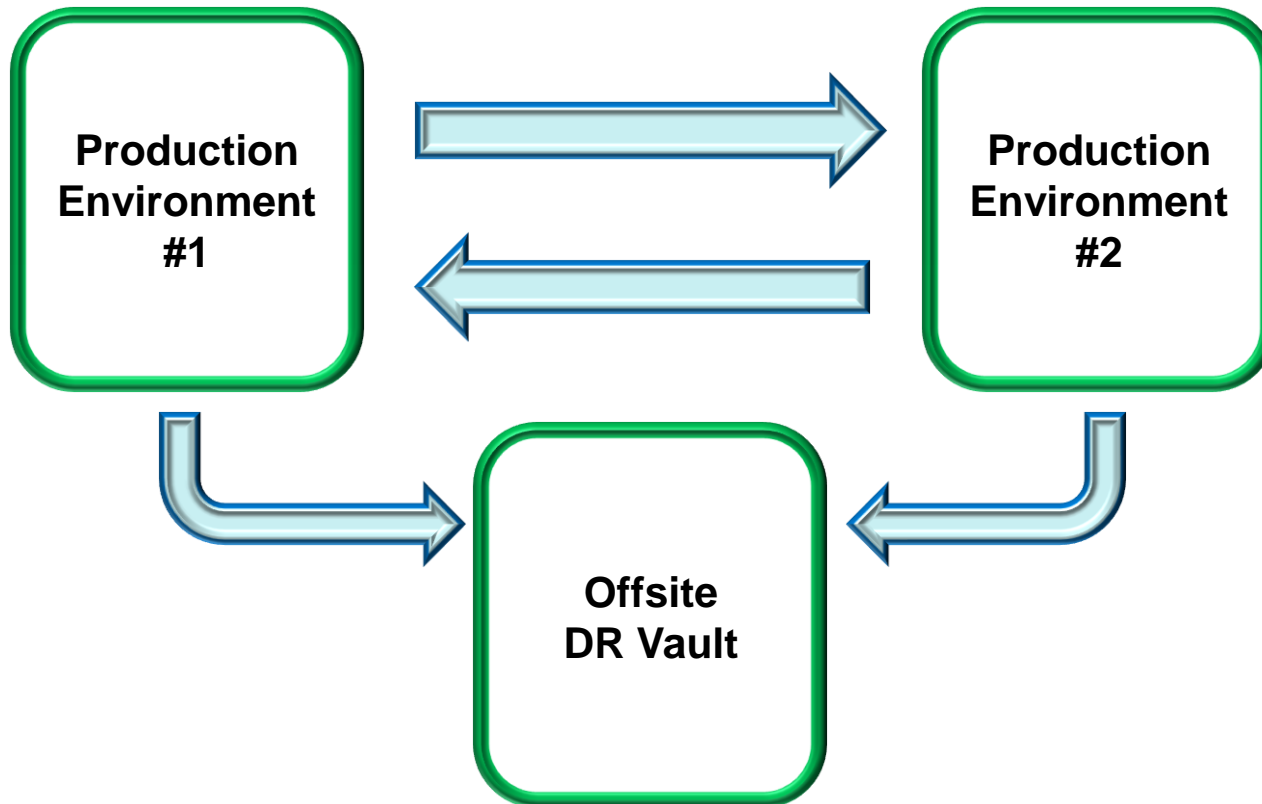 Production
Environment
#1
Production
Environment
#2
Offsite
DR Vault